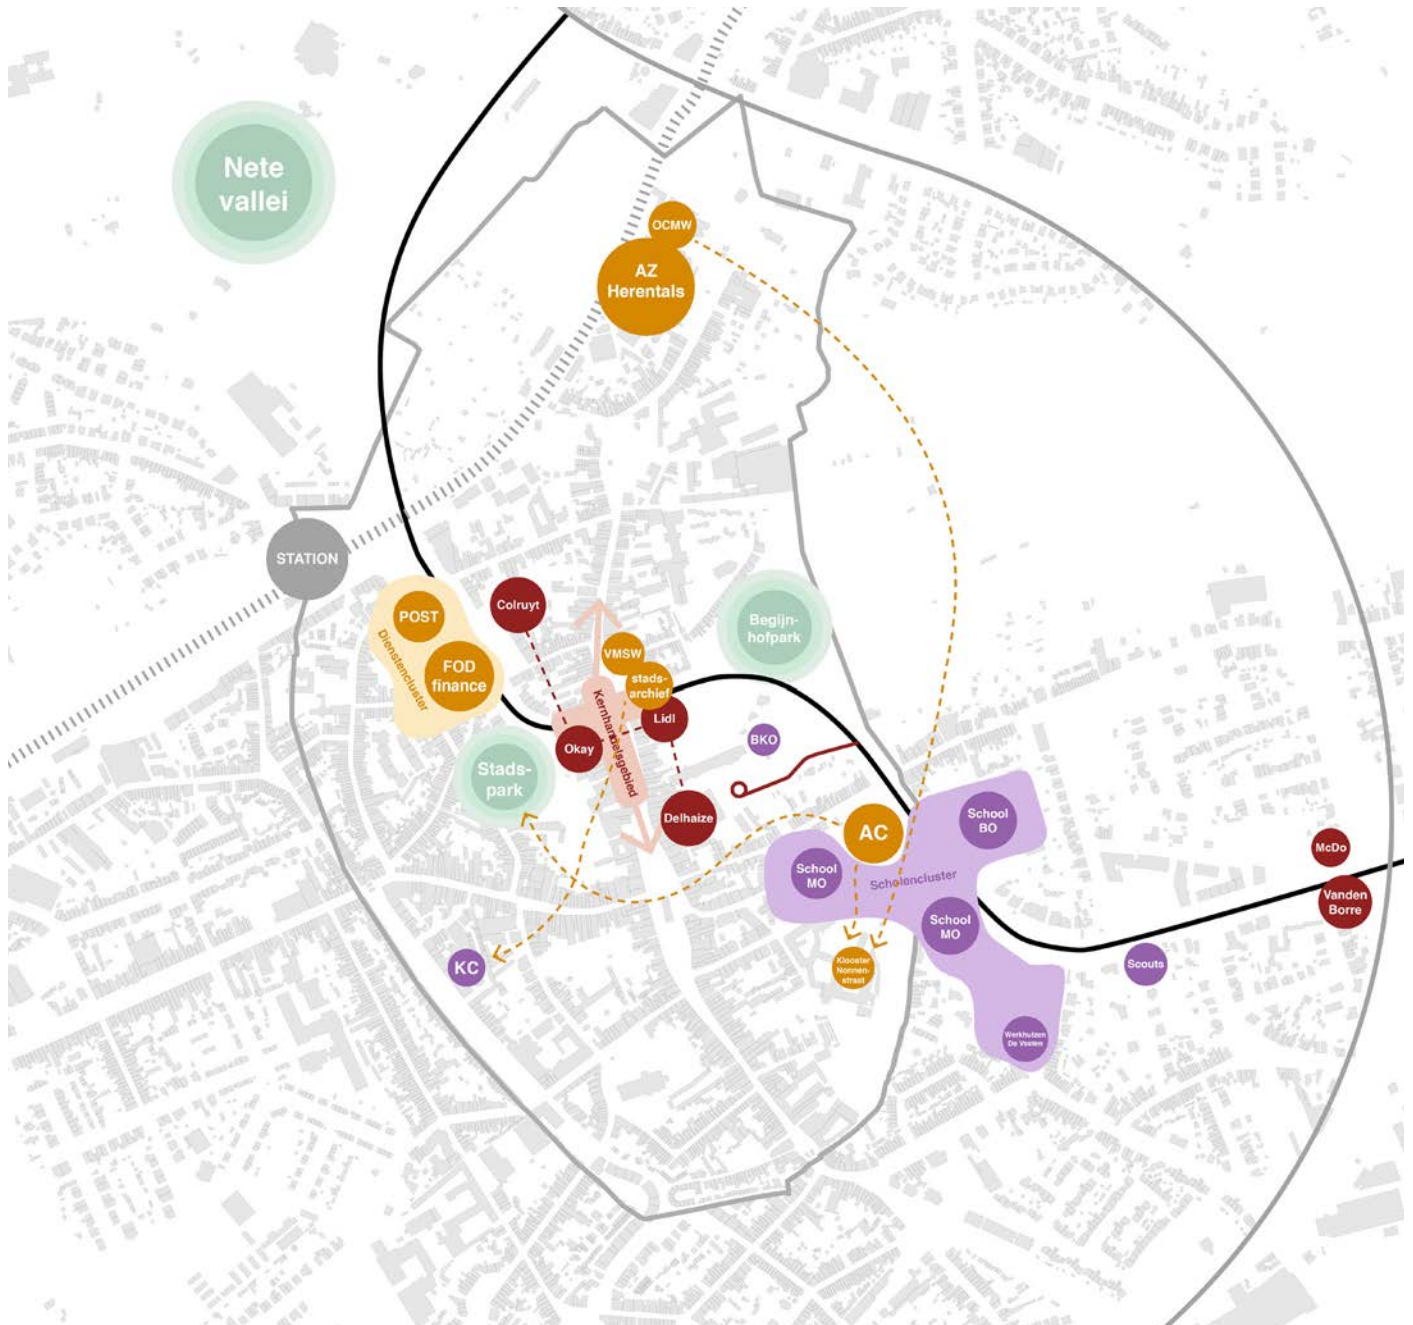 Nete
vallei
OCMW
AZ
Herentals
STATION
POST
Dienstencluster
FOD
finance
Colruyt
VMSW
stads-
archief
Begijn-
hofpark
Kernhandelsgebied
Lidl
Okay
BKO
Stads-
park
Delhaize
AC
School
BO
School
MO
Scholencluster
School
MO
McDo
Vanden
Borre
KC
Klooster
Nonnen-
straat
Scouts
Werkhuizen
De Voelen